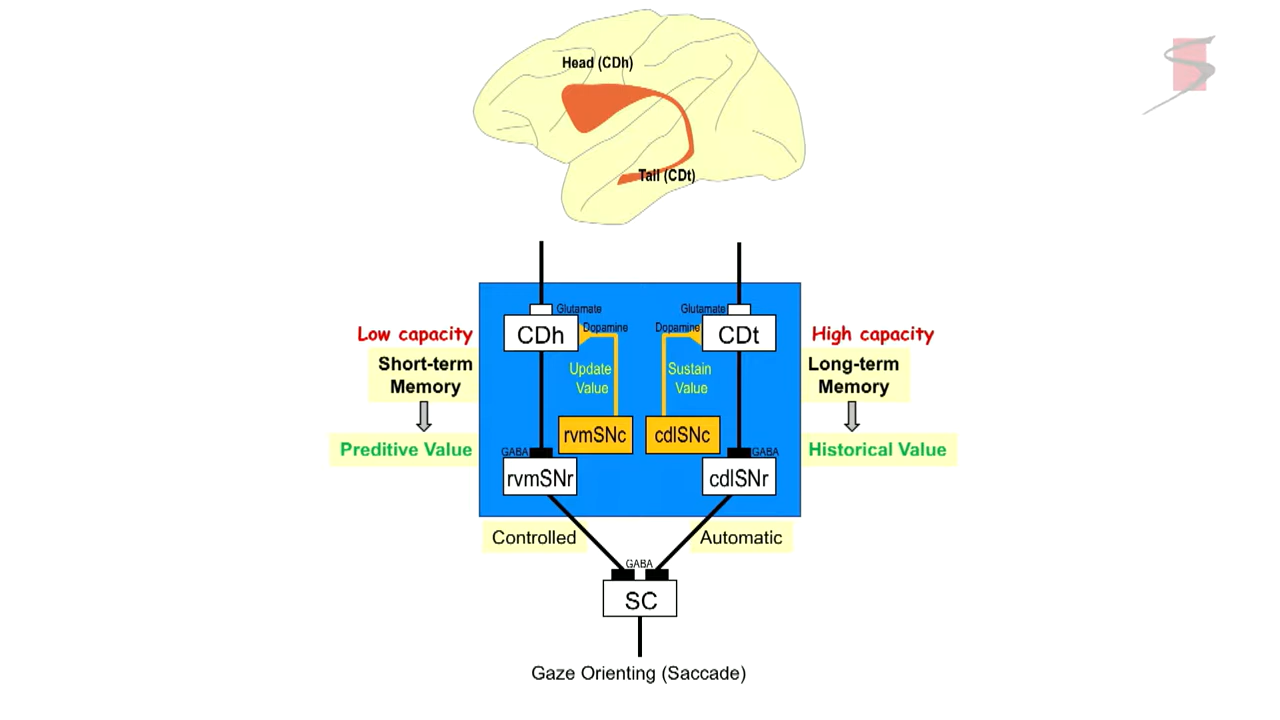 Head (CDh)
Tail (CDt)
Glutamate
Glutamate
CDh
Dopamine
Dopamine
CDt
Low capacity
High capacity
Short-term
Memory
Update
Value
Sustain
Value
Long-term
Memory
rvmSNc
cdlSNc
Preditive Value
GABA
GABA
Historical Value
rvmSNr
cdlSNr
Controlled
Automatic
GABA
SC
Gaze Orienting (Saccade)